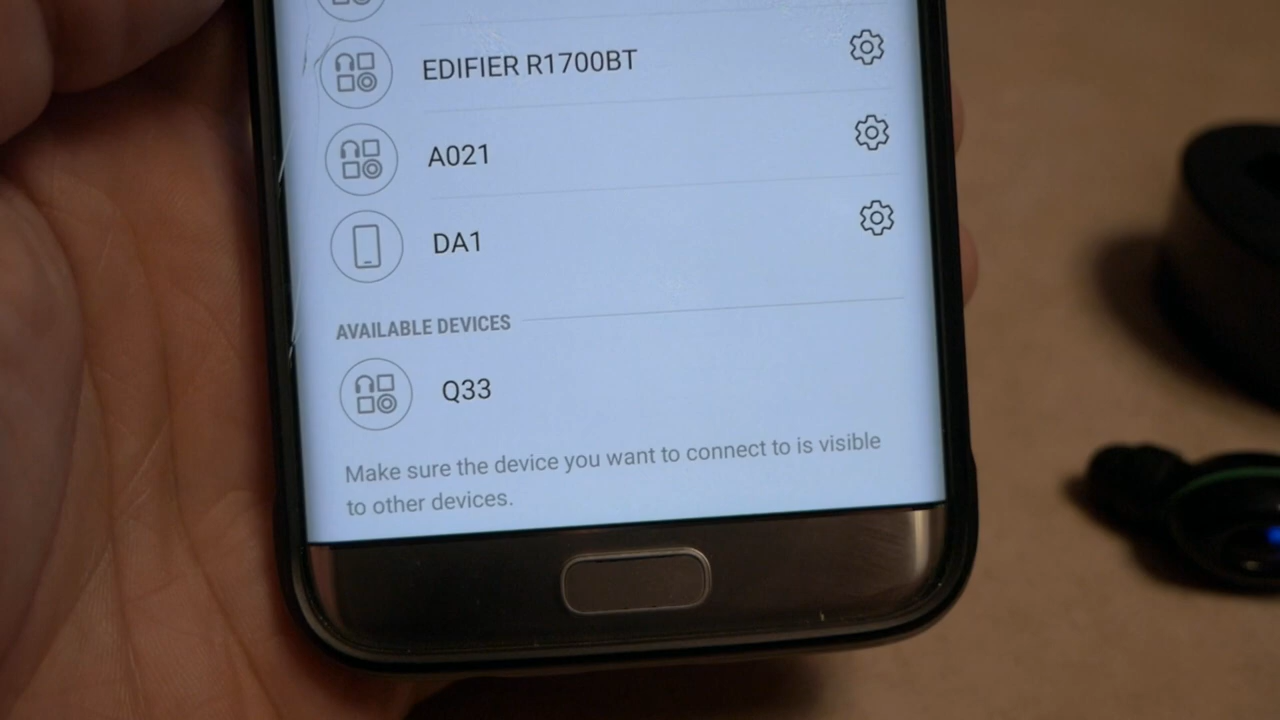 EDIFIER R1700BT
A021
DA1
AVAILABLE DEVICES
Q33
Make sure the device you want to connect to is visible
to other devices.